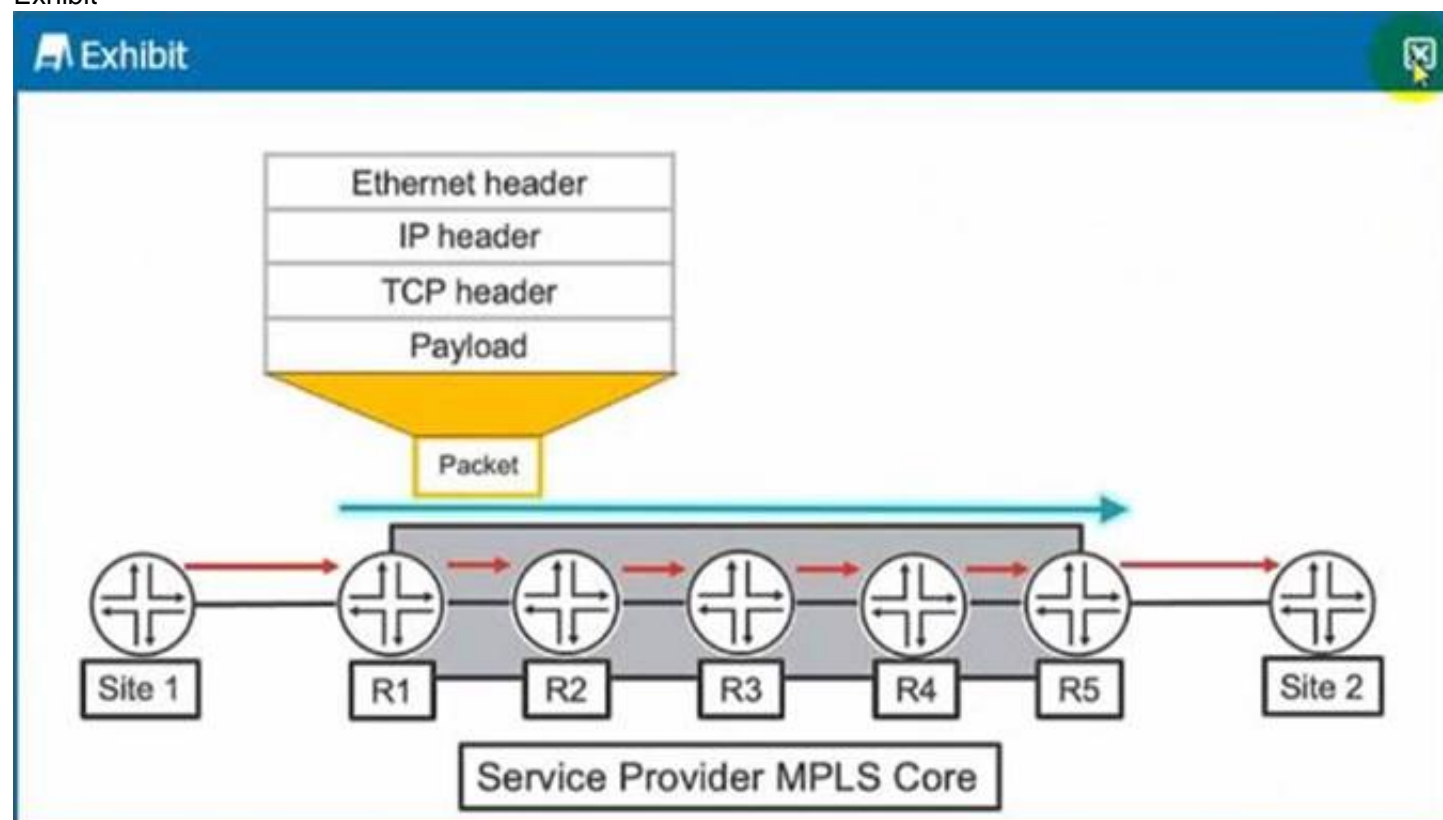 Exhibit
Exhibit
Ethernet header
IP header
TCP header
Payload
Packet
Site 1
R1
R2
R3
R4
R5
Site 2
Service Provider MPLS Core